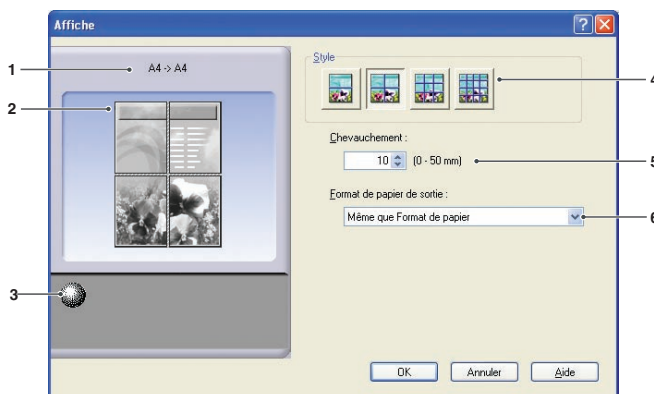 Affiche
1
A4 -> A4
2
3
Style
4
Chevauchement :
10 (0 - 50 mm)
5
Format de papier de sortie :
Même que Format de papier
6
OK Annuler Aide